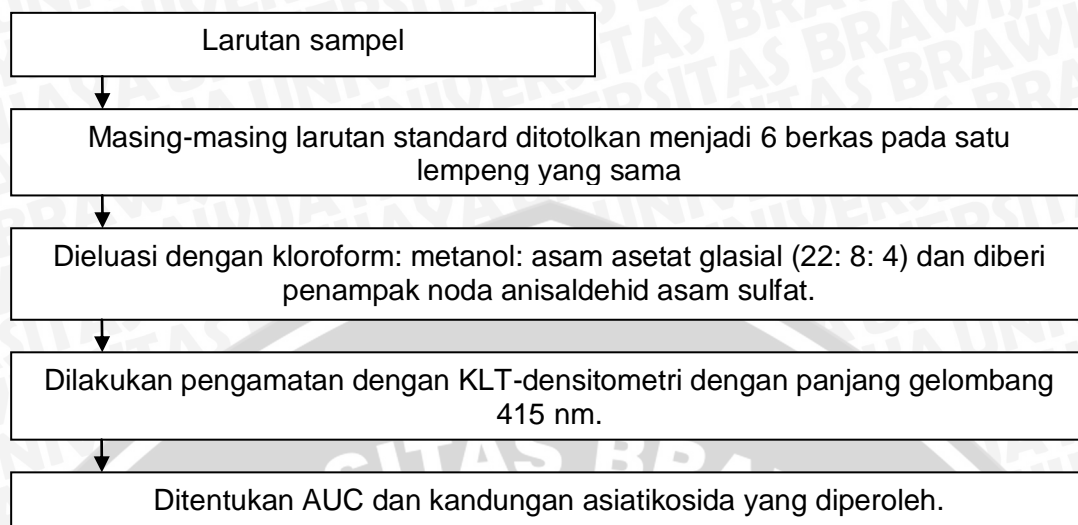 Larutan sampel
Masing-masing larutan standard ditotolkan menjadi 6 berkas pada satu
lempeng yang sama
Dieluasi dengan kloroform: metanol: asam asetat glasial (22: 8: 4) dan diberi
penampak noda anisaldehid asam sulfat.
Dilakukan pengamatan dengan KLT-densitometri dengan panjang gelombang
415 nm.
Ditentukan AUC dan kandungan asiatikosida yang diperoleh.